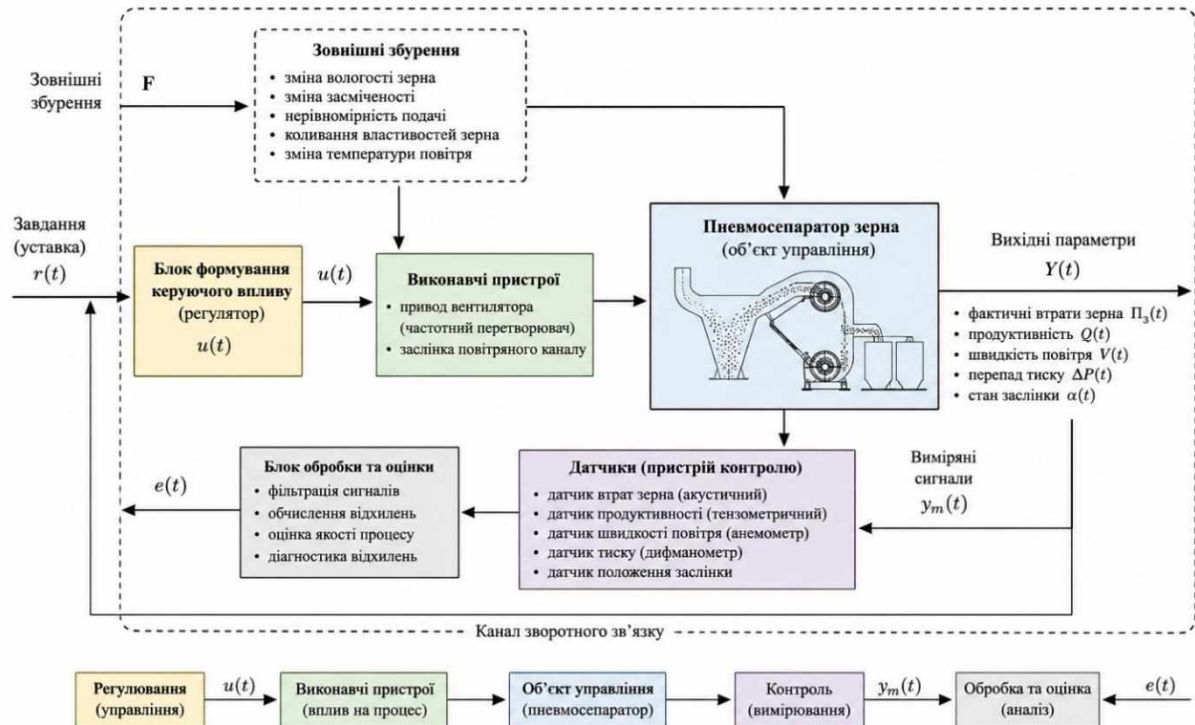 Зовнішні збурення
• зміна вологості зерна
• зміна засміченості
• нерівномірність подачі
• коливання властивостей зерна
• зміна температури повітря
Зовнішні
збурення
F
Завдання
(уставка)
r(t)
Блок формування
керуючого впливу
(регулятор)
u(t)
u(t)
Виконавчі пристрої
• привод вентилятора
(частотний перетворювач)
• заслінка повітряного каналу
Пневмосепаратор зерна
(об’єкт управління)
Вихідні параметри
Y(t)
• фактичні втрати зерна П₃(t)
• продуктивність Q(t)
• швидкість повітря V(t)
• перепад тиску ΔP(t)
• стан заслінки α(t)
Виміряні
сигнали
yₘ(t)
Датчики (пристрій контролю)
• датчик втрат зерна (акустичний)
• датчик продуктивності (тензометричний)
• датчик швидкості повітря (анемометр)
• датчик тиску (дифманометр)
• датчик положення заслінки
Блок обробки та оцінки
• фільтрація сигналів
• обчислення відхилень
• оцінка якості процесу
• діагностика відхилень
e(t)
Канал зворотного зв’язку
Регулювання
(управління)
u(t)
Виконавчі пристрої
(вплив на процес)
Об’єкт управління
(пневмосепаратор)
Контроль
(вимірювання)
yₘ(t)
Обробка та оцінка
(аналіз)
e(t)